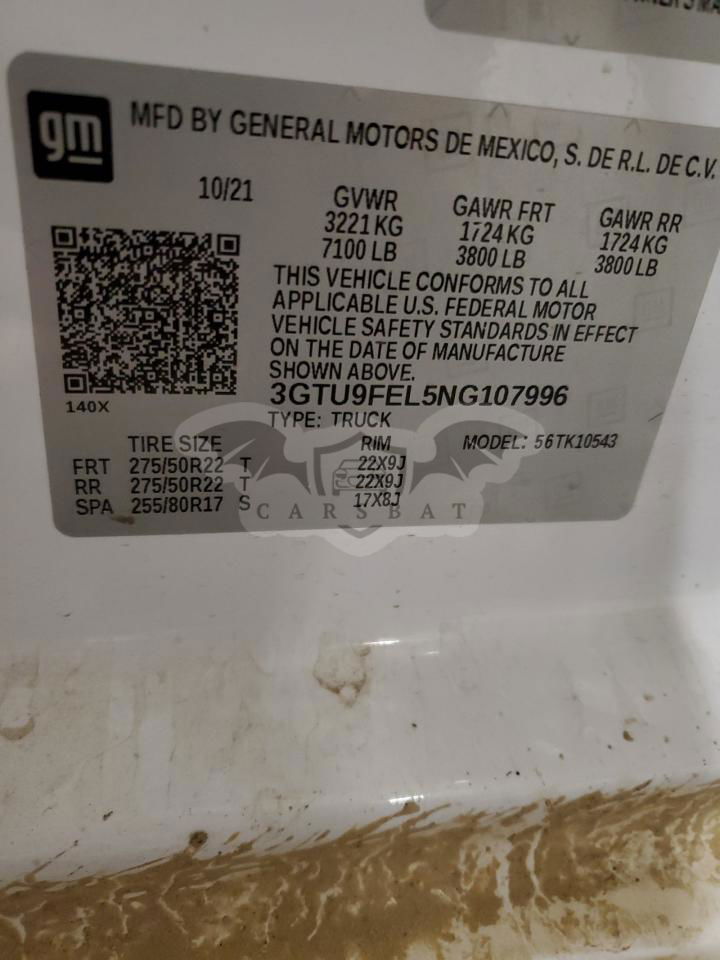 gm
MFD BY GENERAL MOTORS DE MEXICO, S. DE R.L. DE C.V.
10/21
GVWR GAWR FRT GAWR RR
3221 KG 1724 KG 1724 KG
7100 LB 3800 LB 3800 LB
THIS VEHICLE CONFORMS TO ALL
APPLICABLE U.S. FEDERAL MOTOR
VEHICLE SAFETY STANDARDS IN EFFECT
ON THE DATE OF MANUFACTURE
SHOWN ABOVE.
3GTU9FEL5NG107996
140X
TYPE: TRUCK
TIRE SIZE RIM MODEL: 56TK10543
FRT 275/50R22 T 22X9J
RR 275/50R22 T 22X9J
SPA 255/80R17 S 17X8J
CARSBAT